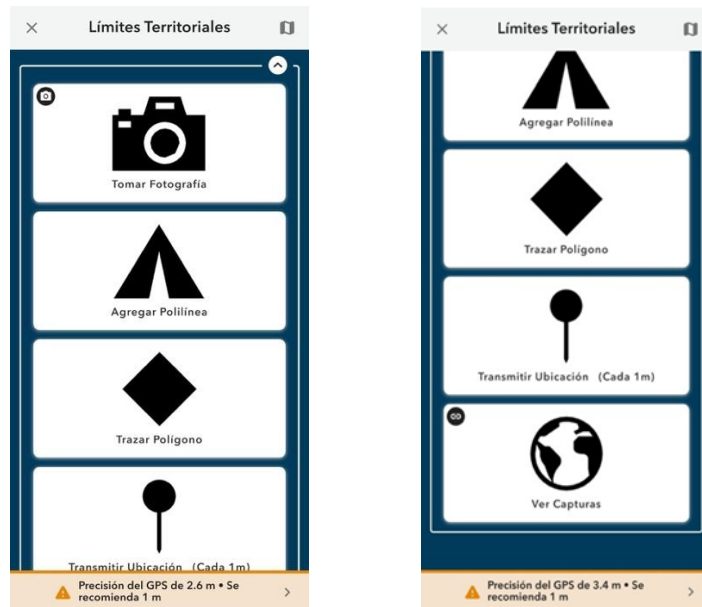 Límites Territoriales
Tomar Fotografía
Agregar Polilínea
Trazar Polígono
Transmitir Ubicación (Cada 1m)
Precisión del GPS de 2.6 m • Se
recomienda 1 m
Límites Territoriales
Agregar Polilínea
Trazar Polígono
Transmitir Ubicación (Cada 1m)
Ver Capturas
Precisión del GPS de 3.4 m • Se
recomienda 1 m